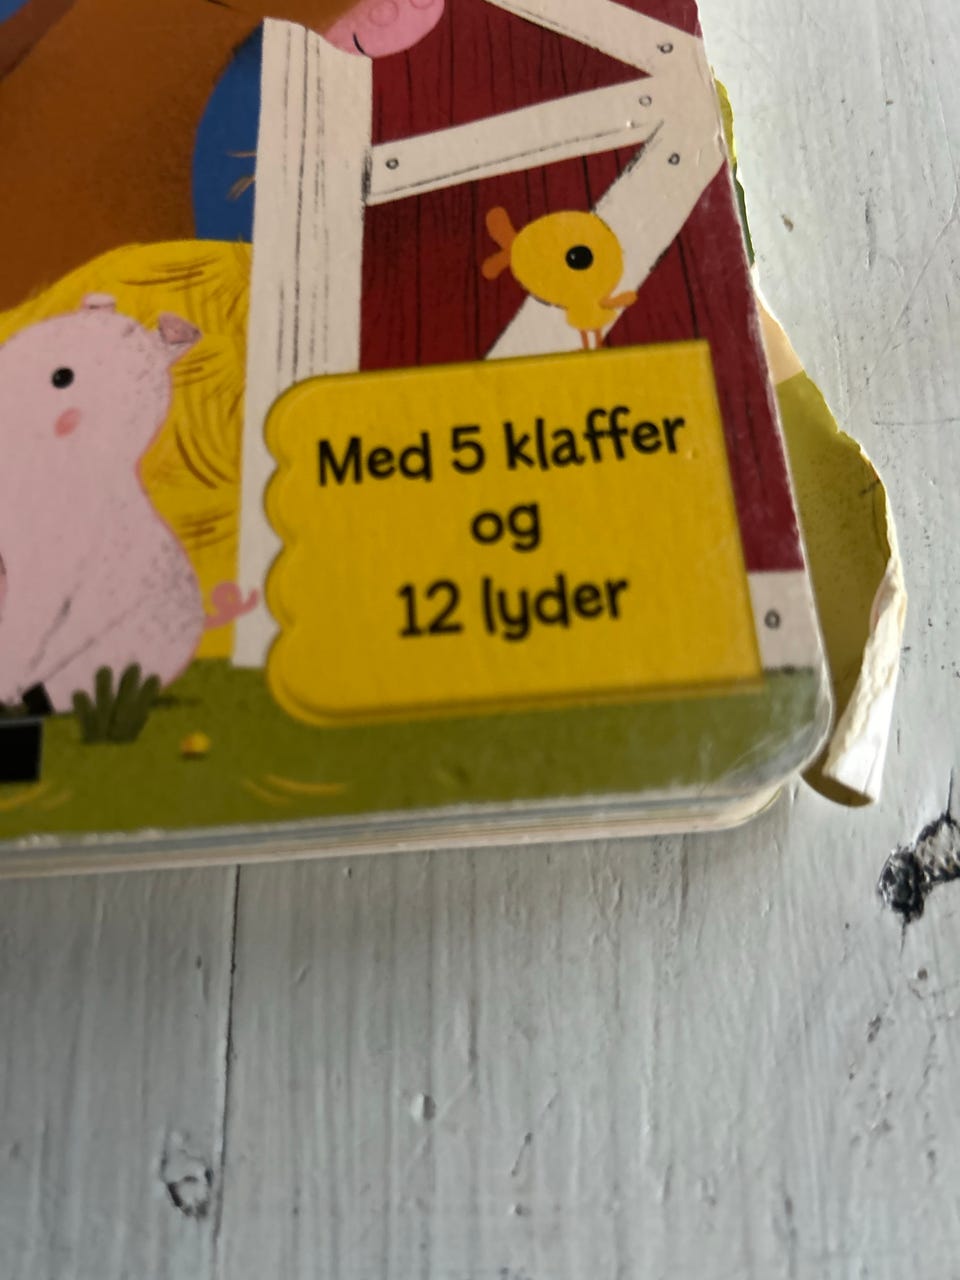 Med 5 klaffer
og
12 lyder